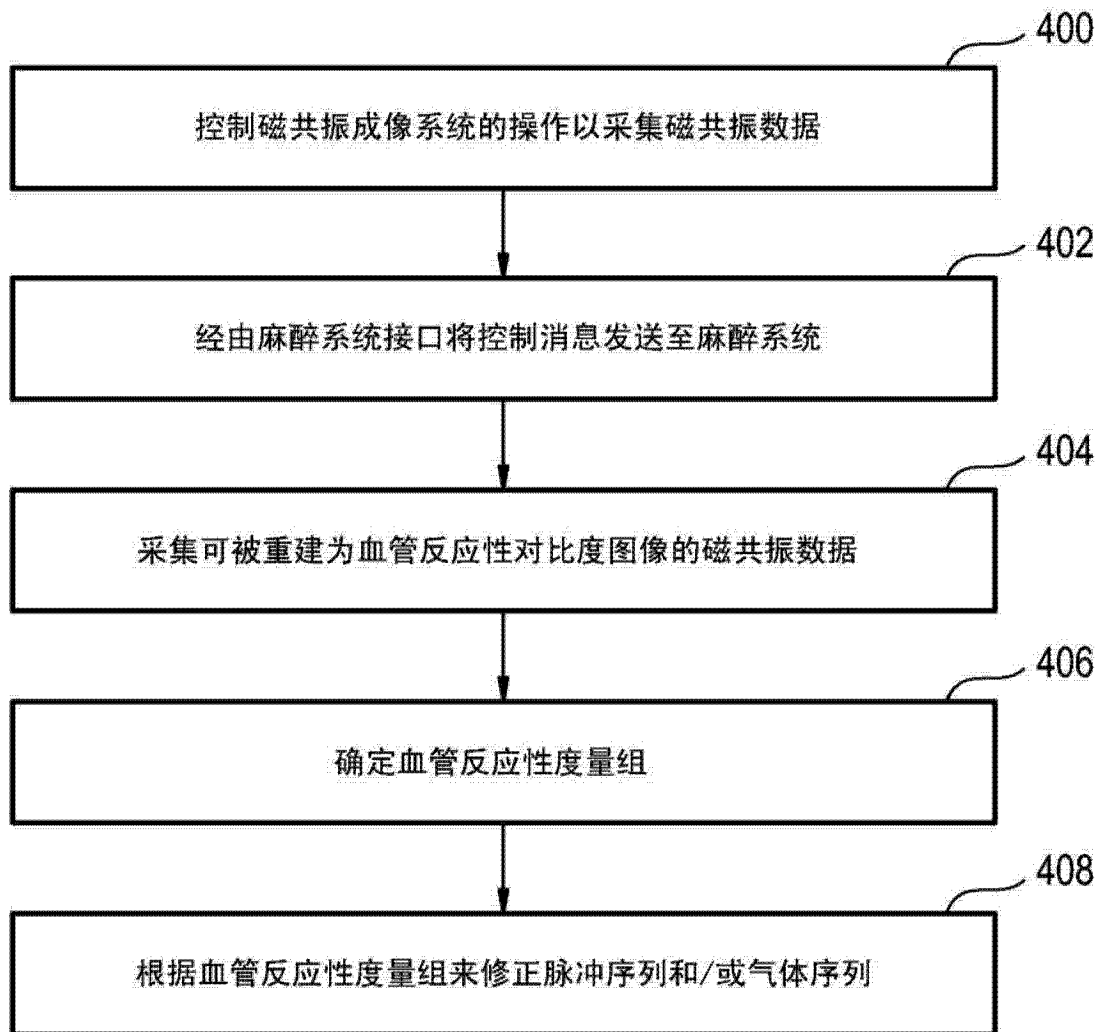 400
控制磁共振成像系统的操作以采集磁共振数据
402
经由麻醉系统接口将控制消息发送至麻醉系统
404
采集可被重建为血管反应性对比度图像的磁共振数据
406
确定血管反应性度量组
408
根据血管反应性度量组来修正脉冲序列和/或气体序列